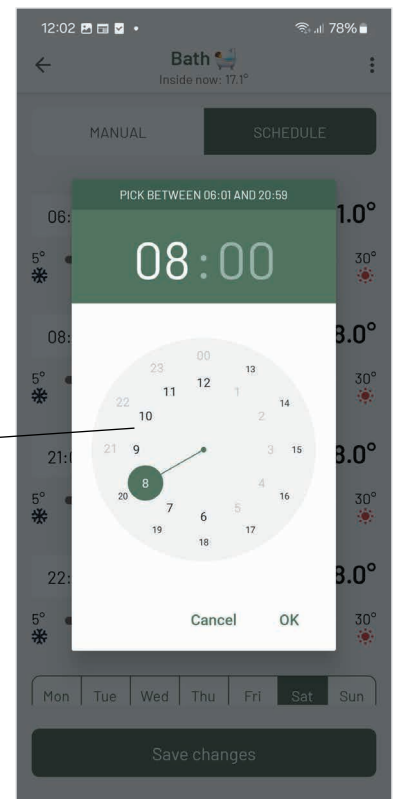 12:02 78%
Bath
Inside now: 17.1°
MANUAL SCHEDULE
PICK BETWEEN 06:01 AND 20:59
06: 1.0°
08:00
5° 30°
08: 8.0°
00
23 13
12
11 1
22 14
10 2
5° 30°
21 9 3 15
21:0 8.0°
8 4
20 16
7 5
6
19 17
18
5° 30°
22: 8.0°
Cancel OK
5° 30°
Mon Tue Wed Thu Fri Sat Sun
Save changes